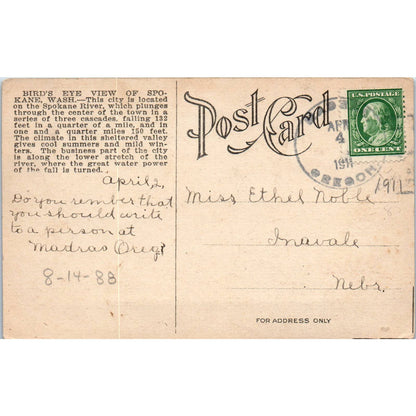 BIRD'S EYE VIEW OF SPO-
KANE, WASH.—This city is located
on the Spokane River, which plunges
through the center of the town in a
series of three cascades, falling 132
feet in a quarter of a mile, and in
one and a quarter miles 150 feet.
The climate in this sheltered valley
gives cool summers and mild win-
ters. The business part of the city
is along the lower stretch of the
river, where the great water power
of the fall is turned.
April 2,
Do you rember that
you should write
to a person at
Madras Oreg?
8-14-88
Post Card
U.S. POSTAGE
ONE CENT
APR
4
191
OREGON
1912
Miss Ethel Noble
Inavale
Nebr.
FOR ADDRESS ONLY